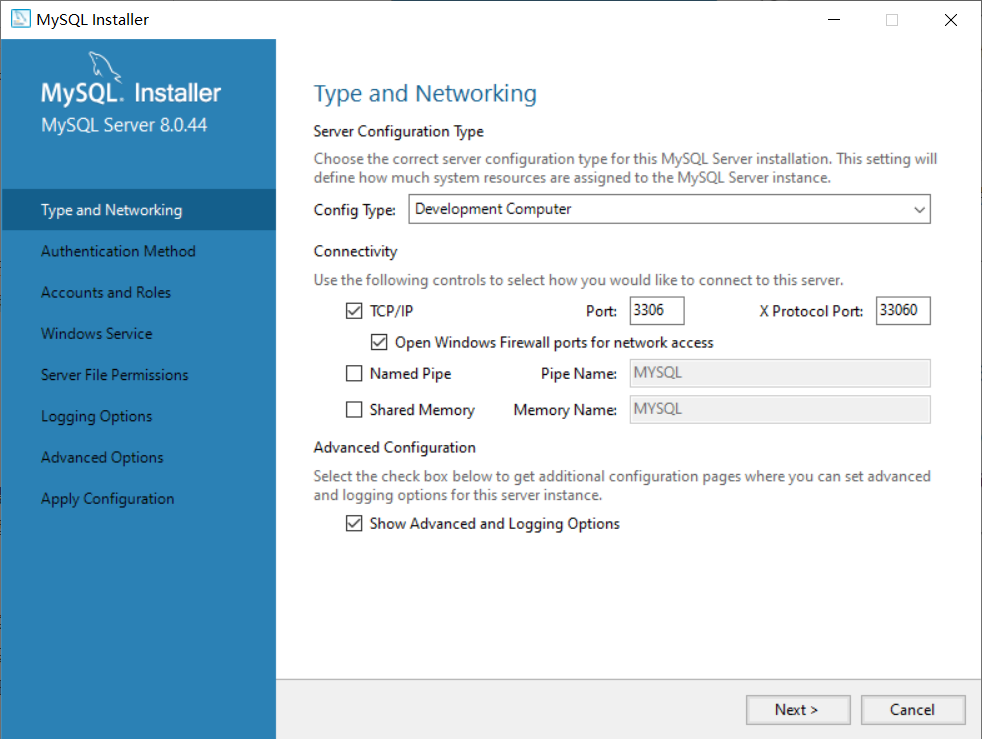 MySQL Installer
MySQL. Installer
MySQL Server 8.0.44
Type and Networking
Authentication Method
Accounts and Roles
Windows Service
Server File Permissions
Logging Options
Advanced Options
Apply Configuration
Type and Networking
Server Configuration Type
Choose the correct server configuration type for this MySQL Server installation. This setting will
define how much system resources are assigned to the MySQL Server instance.
Config Type: Development Computer
Connectivity
Use the following controls to select how you would like to connect to this server.
TCP/IP Port: 3306 X Protocol Port: 33060
Open Windows Firewall ports for network access
Named Pipe Pipe Name: MYSQL
Shared Memory Memory Name: MYSQL
Advanced Configuration
Select the check box below to get additional configuration pages where you can set advanced
and logging options for this server instance.
Show Advanced and Logging Options
Next > Cancel